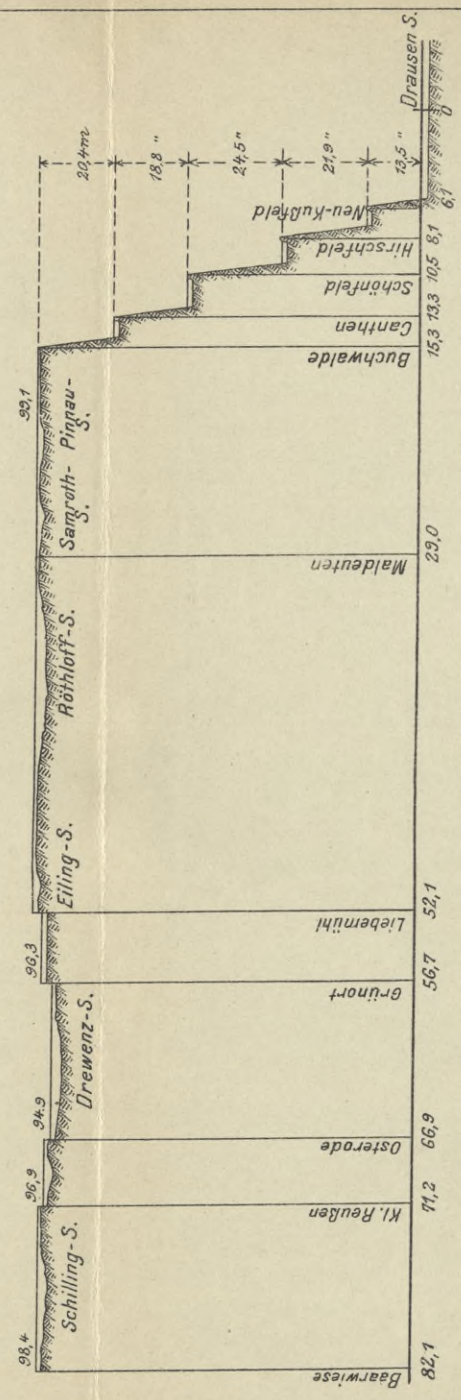 98,4
96,9
94.9
96,3
99,1
Schilling-S.
Drewenz-S.
Eiling-S.
Röthloff-S.
Samroth-
S.
Pinnau-
S.
20,4m
18,8 "
24,5 "
21,9 "
13,5 "
Drausen S.
Baarwiese
Kl. Reußen
Osterode
Grünort
Liebemühl
Maldeuten
Buchwalde
Canthen
Schönfeld
Hirschfeld
Neu-Kußfeld
82,1
71,2
66,9
56,7
52,1
29,0
15,3
13,3
10,5
8,1
6,1
0